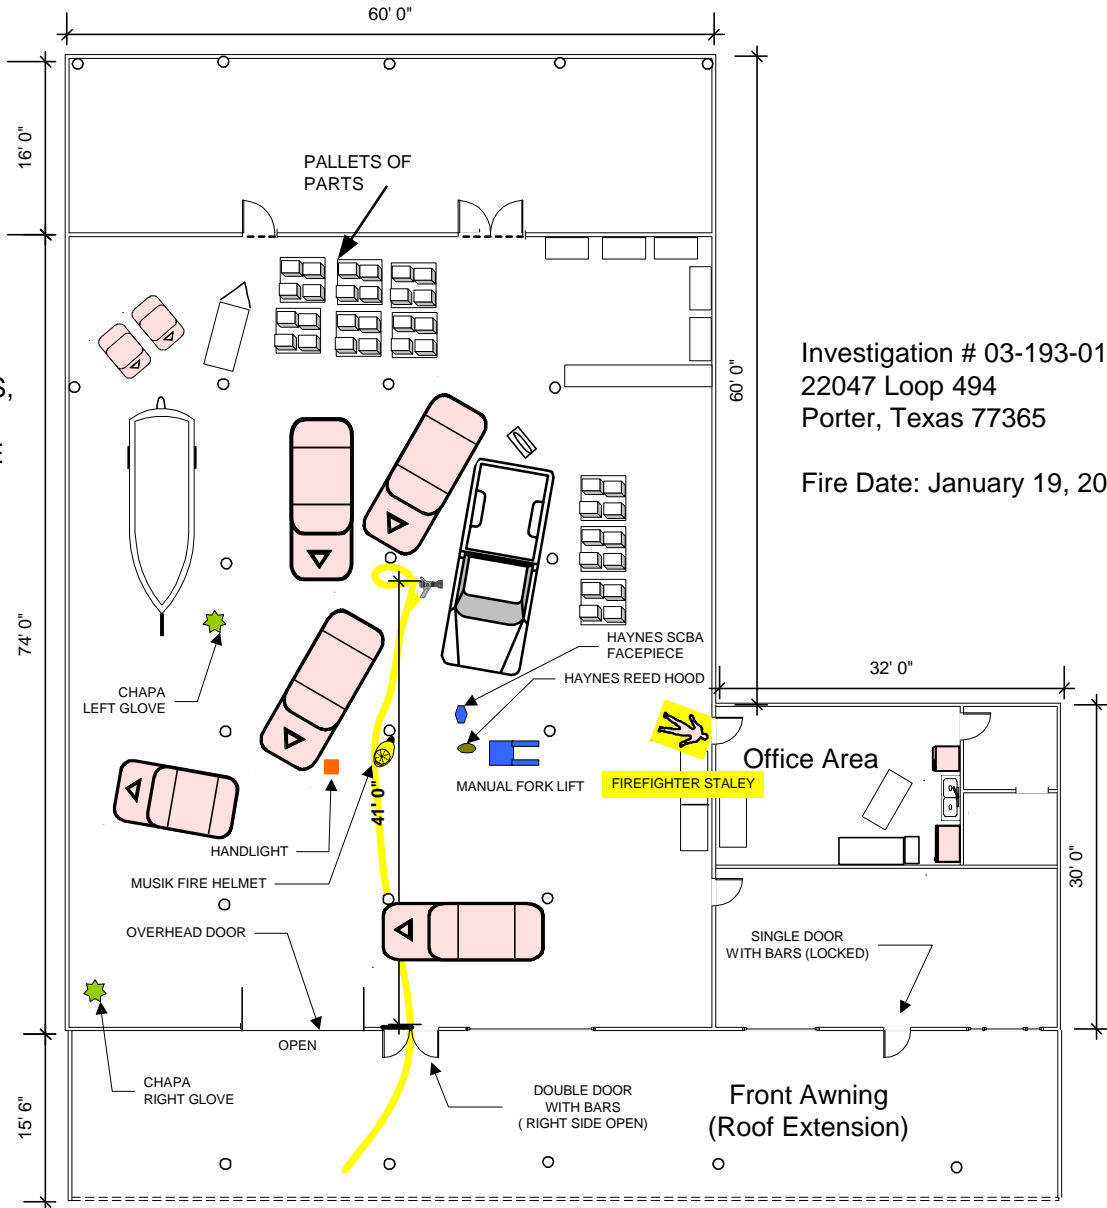 60' 0"
16' 0"
PALLETS OF
PARTS
60' 0"
Investigation # 03-193-01
22047 Loop 494
Porter, Texas 77365
Fire Date: January 19, 20
74' 0"
HAYNES SCBA
FACEPIECE
HAYNES REED HOOD
32' 0"
CHAPA
LEFT GLOVE
Office Area
MANUAL FORK LIFT
FIREFIGHTER STALEY
41' 0"
HANDLIGHT
MUSIK FIRE HELMET
30' 0"
OVERHEAD DOOR
SINGLE DOOR
WITH BARS (LOCKED)
OPEN
CHAPA
RIGHT GLOVE
DOUBLE DOOR
WITH BARS
( RIGHT SIDE OPEN)
Front Awning
(Roof Extension)
15' 6"